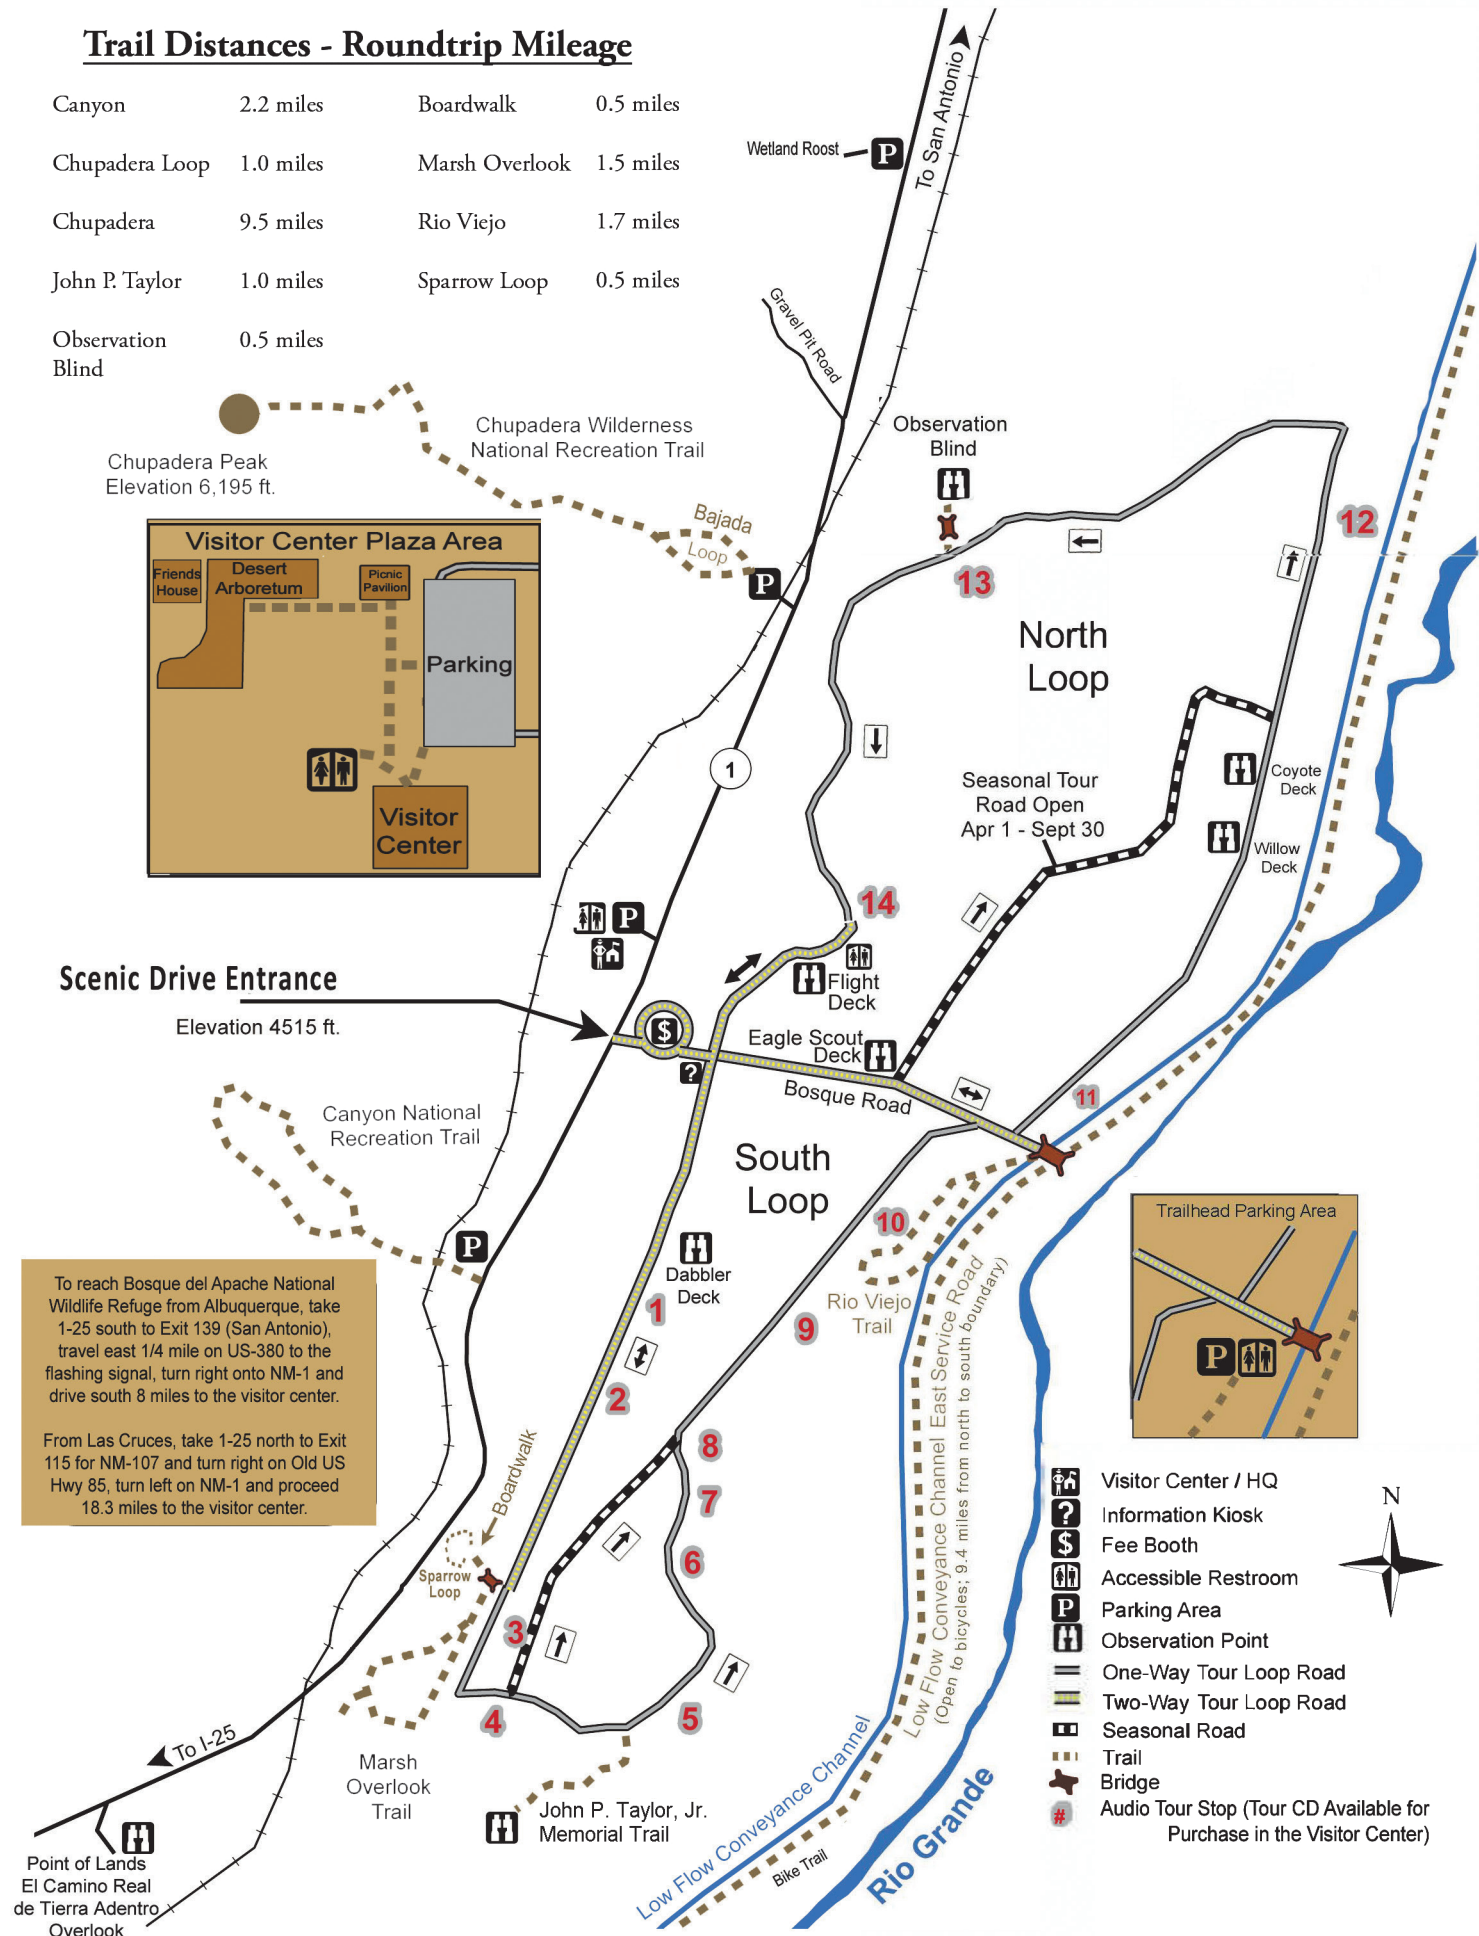 Trail Distances - Roundtrip Mileage
Canyon 2.2 miles
Boardwalk 0.5 miles
Chupadera Loop 1.0 miles
Marsh Overlook 1.5 miles
Chupadera 9.5 miles
Rio Viejo 1.7 miles
John P. Taylor 1.0 miles
Sparrow Loop 0.5 miles
Observation 0.5 miles
Blind
Wetland Roost
P
To San Antonio
Gravel Pit Road
Chupadera Peak
Elevation 6,195 ft.
Chupadera Wilderness
National Recreation Trail
Bajada
Loop
P
Observation
Blind
12
13
North
Loop
Visitor Center Plaza Area
Friends
House
Desert
Arboretum
Picnic
Pavilion
Parking
Visitor
Center
1
Seasonal Tour
Road Open
Apr 1 - Sept 30
Coyote
Deck
Willow
Deck
14
P
Flight
Deck
Scenic Drive Entrance
Elevation 4515 ft.
$
?
Eagle Scout
Deck
Bosque Road
11
Canyon National
Recreation Trail
P
South
Loop
10
Dabbler
Deck
1
2
9
Rio Viejo
Trail
8
7
6
3
4
5
Trailhead Parking Area
P
To reach Bosque del Apache National
Wildlife Refuge from Albuquerque, take
1-25 south to Exit 139 (San Antonio),
travel east 1/4 mile on US-380 to the
flashing signal, turn right onto NM-1 and
drive south 8 miles to the visitor center.
From Las Cruces, take 1-25 north to Exit
115 for NM-107 and turn right on Old US
Hwy 85, turn left on NM-1 and proceed
18.3 miles to the visitor center.
Boardwalk
Sparrow
Loop
Low Flow Conveyance Channel East Service Road
(Open to bicycles; 9.4 miles from north to south boundary)
To I-25
Marsh
Overlook
Trail
John P. Taylor, Jr.
Memorial Trail
Point of Lands
El Camino Real
de Tierra Adentro
Overlook
Low Flow Conveyance Channel
Bike Trail
Rio Grande
Visitor Center / HQ
? Information Kiosk
$ Fee Booth
Accessible Restroom
P Parking Area
Observation Point
One-Way Tour Loop Road
Two-Way Tour Loop Road
Seasonal Road
Trail
Bridge
# Audio Tour Stop (Tour CD Available for
Purchase in the Visitor Center)
N